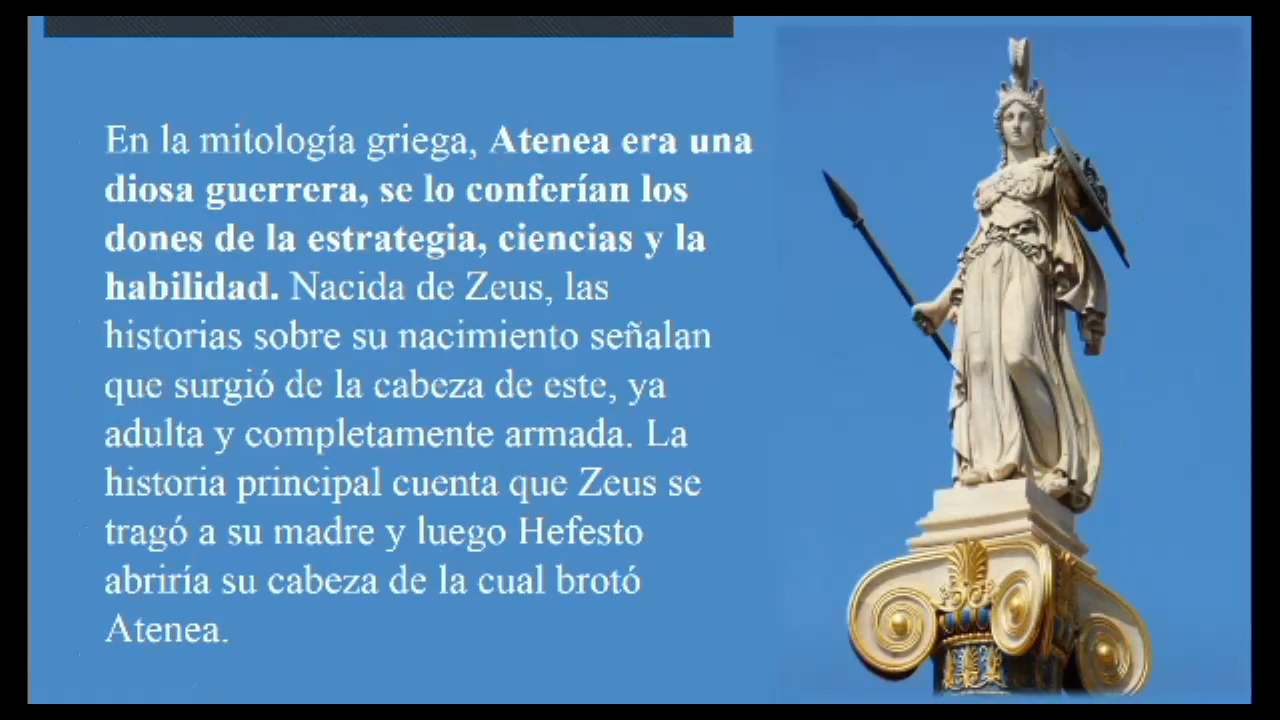 En la mitología griega, Atenea era una
diosa guerrera, se lo conferían los
dones de la estrategia, ciencias y la
habilidad. Nacida de Zeus, las
historias sobre su nacimiento señalan
que surgió de la cabeza de este, ya
adulta y completamente armada. La
historia principal cuenta que Zeus se
tragó a su madre y luego Hefesto
abriría su cabeza de la cual brotó
Atenea.